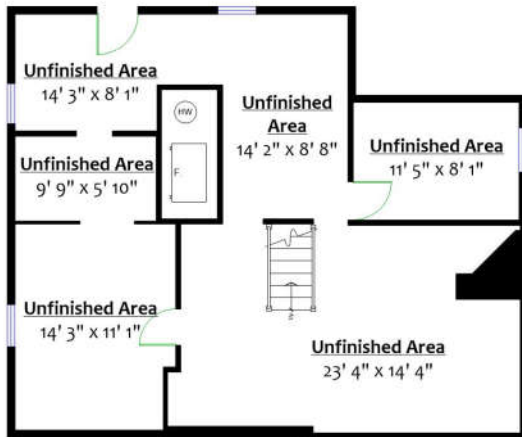 Unfinished Area
14' 3" x 8' 1"
HW
F
Unfinished
Area
14' 2" x 8' 8"
Unfinished Area
11' 5" x 8' 1"
Unfinished Area
9' 9" x 5' 10"
Unfinished Area
14' 3" x 11' 1"
Unfinished Area
23' 4" x 14' 4"